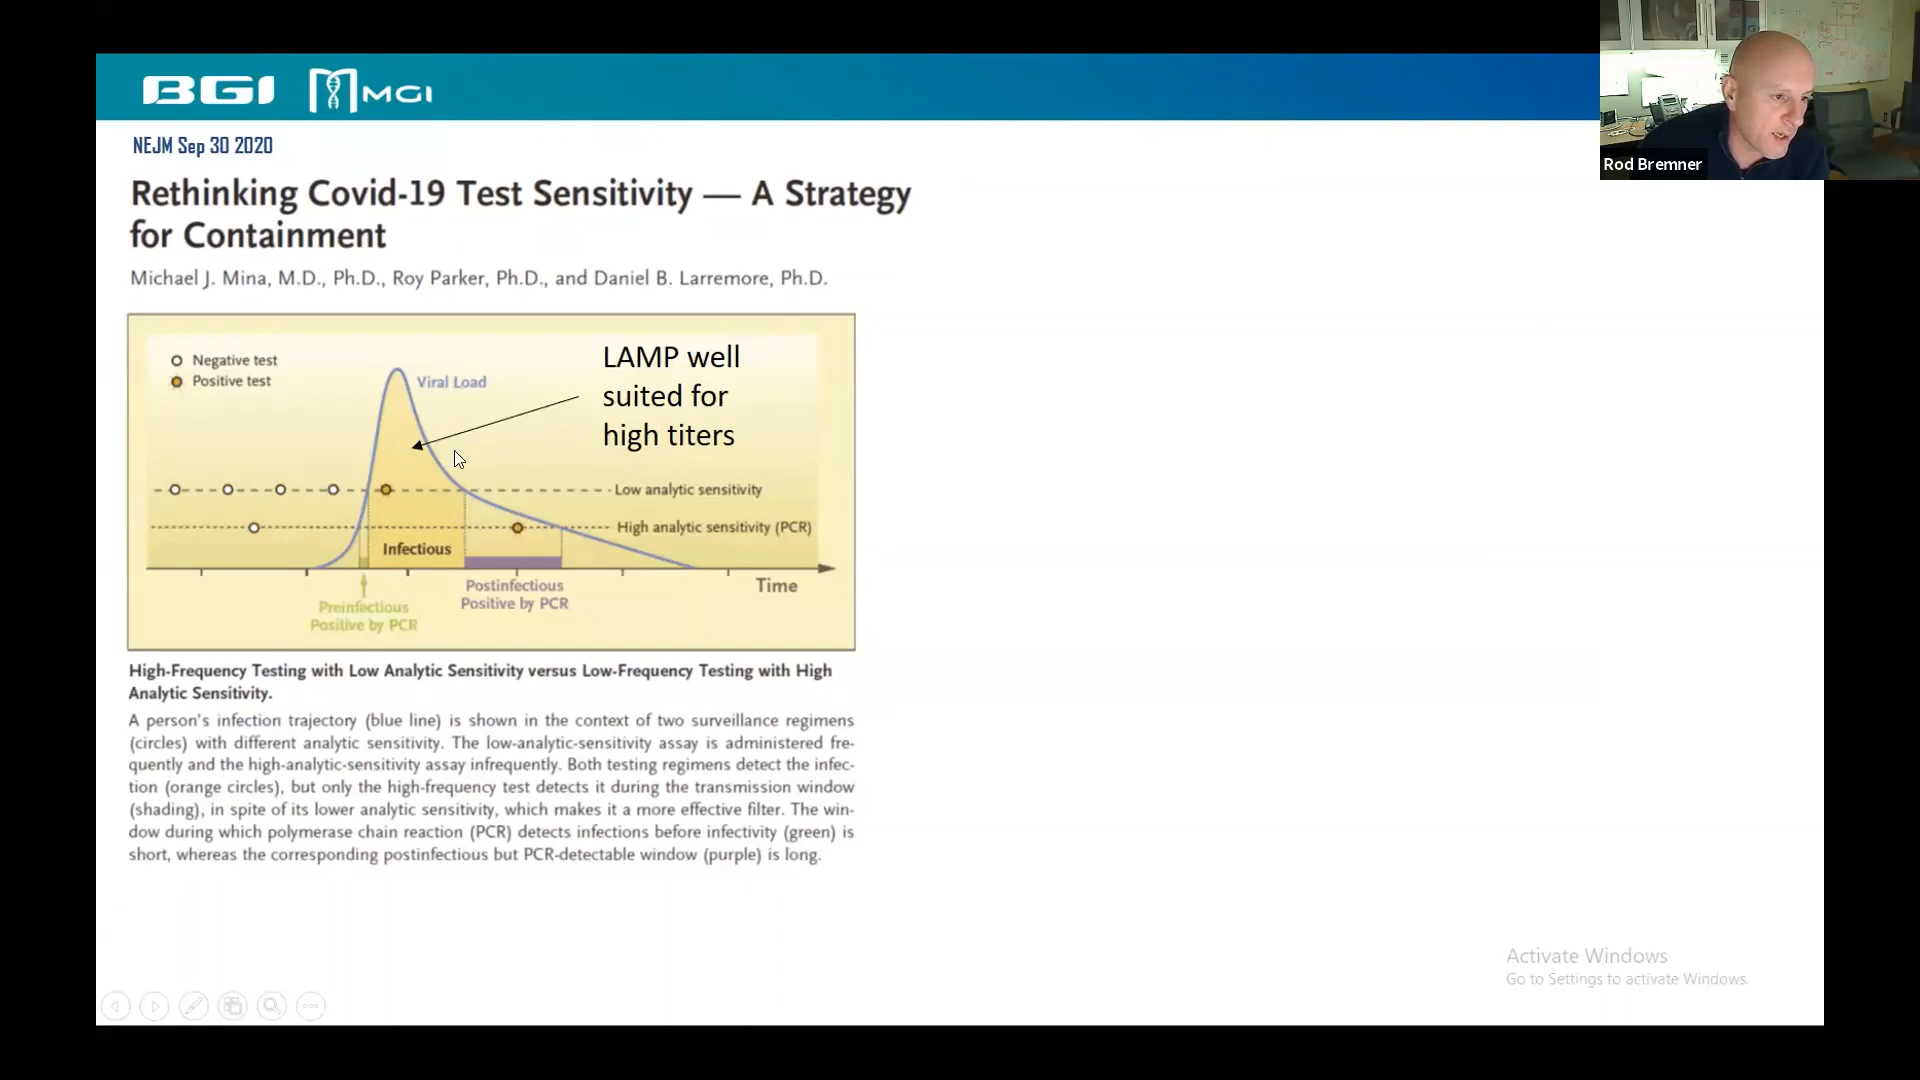 BGI MGI
Rod Bremner
NEJM Sep 30 2020
Rethinking Covid-19 Test Sensitivity — A Strategy
for Containment
Michael J. Mina, M.D., Ph.D., Roy Parker, Ph.D., and Daniel B. Larremore, Ph.D.
Negative test
Positive test
Viral Load
LAMP well
suited for
high titers
Low analytic sensitivity
High analytic sensitivity (PCR)
Infectious
Time
Postinfectious
Positive by PCR
Preinfectious
Positive by PCR
High-Frequency Testing with Low Analytic Sensitivity versus Low-Frequency Testing with High
Analytic Sensitivity.
A person's infection trajectory (blue line) is shown in the context of two surveillance regimens
(circles) with different analytic sensitivity. The low-analytic-sensitivity assay is administered fre-
quently and the high-analytic-sensitivity assay infrequently. Both testing regimens detect the infec-
tion (orange circles), but only the high-frequency test detects it during the transmission window
(shading), in spite of its lower analytic sensitivity, which makes it a more effective filter. The win-
dow during which polymerase chain reaction (PCR) detects infections before infectivity (green) is
short, whereas the corresponding postinfectious but PCR-detectable window (purple) is long.
Activate Windows
Go to Settings to activate Windows.